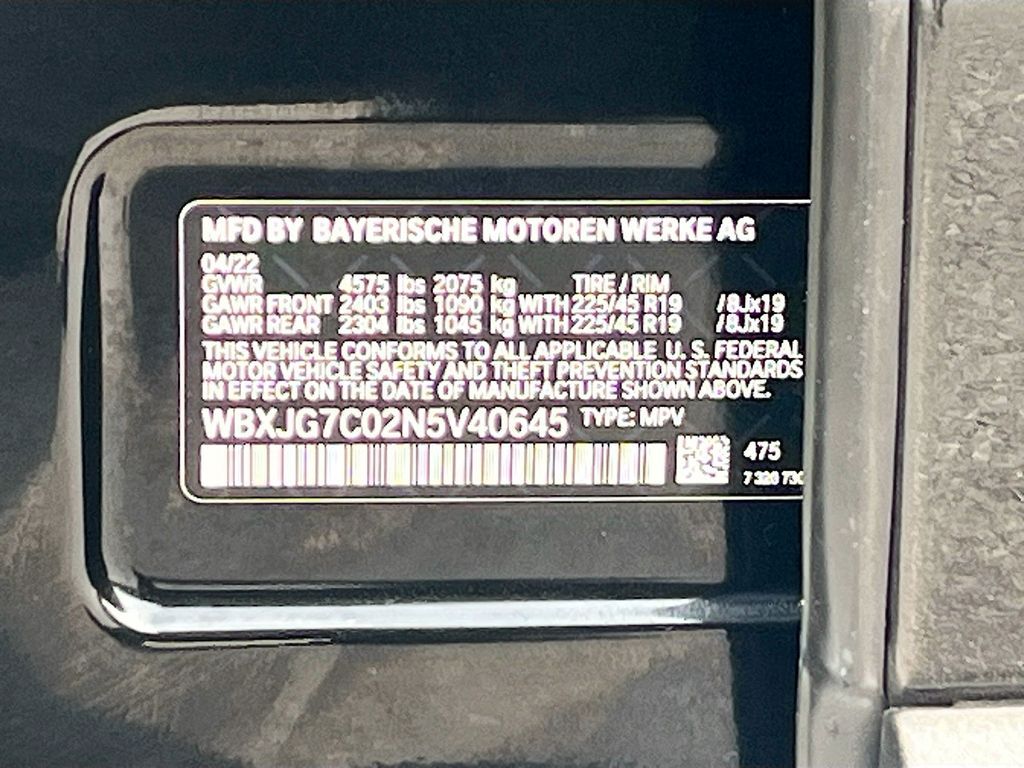 MFD BY BAYERISCHE MOTOREN WERKE AG
04/22
GVWR 4575 lbs 2075 kg TIRE / RIM
GAWR FRONT 2403 lbs 1090 kg WITH 225/45 R19 / 8Jx19
GAWR REAR 2304 lbs 1045 kg WITH 225/45 R19 / 8Jx19
THIS VEHICLE CONFORMS TO ALL APPLICABLE U. S. FEDERAL
MOTOR VEHICLE SAFETY AND THEFT PREVENTION STANDARDS
IN EFFECT ON THE DATE OF MANUFACTURE SHOWN ABOVE.
WBXJG7C02N5V40645 TYPE: MPV
475